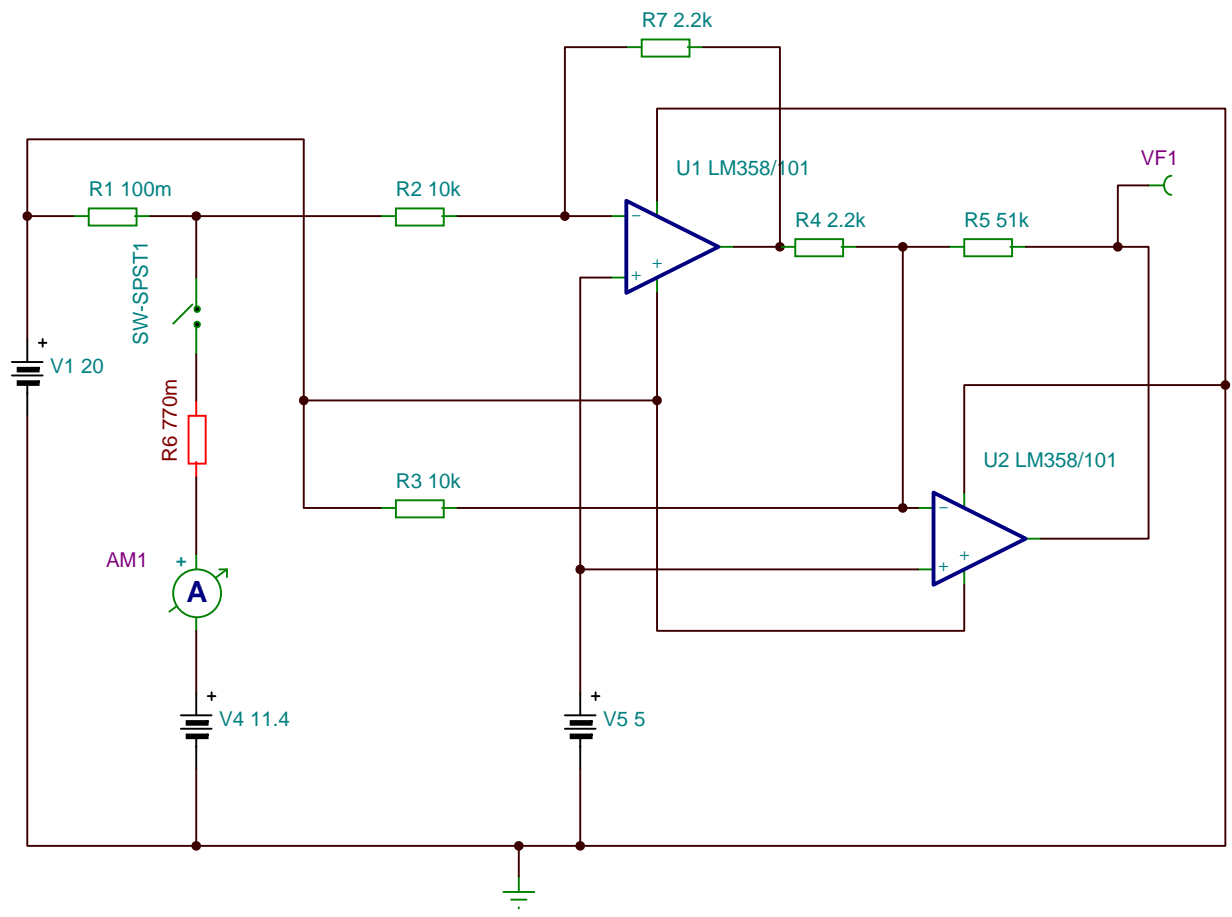 R7 2.2k
U1 LM358/101
VF1
R1 100m
R2 10k
R4 2.2k
R5 51k
SW-SPST1
+
V1 20
R6 770m
R3 10k
U2 LM358/101
AM1
+
A
+
V4 11.4
+
V5 5
−
+
+
−
+
+